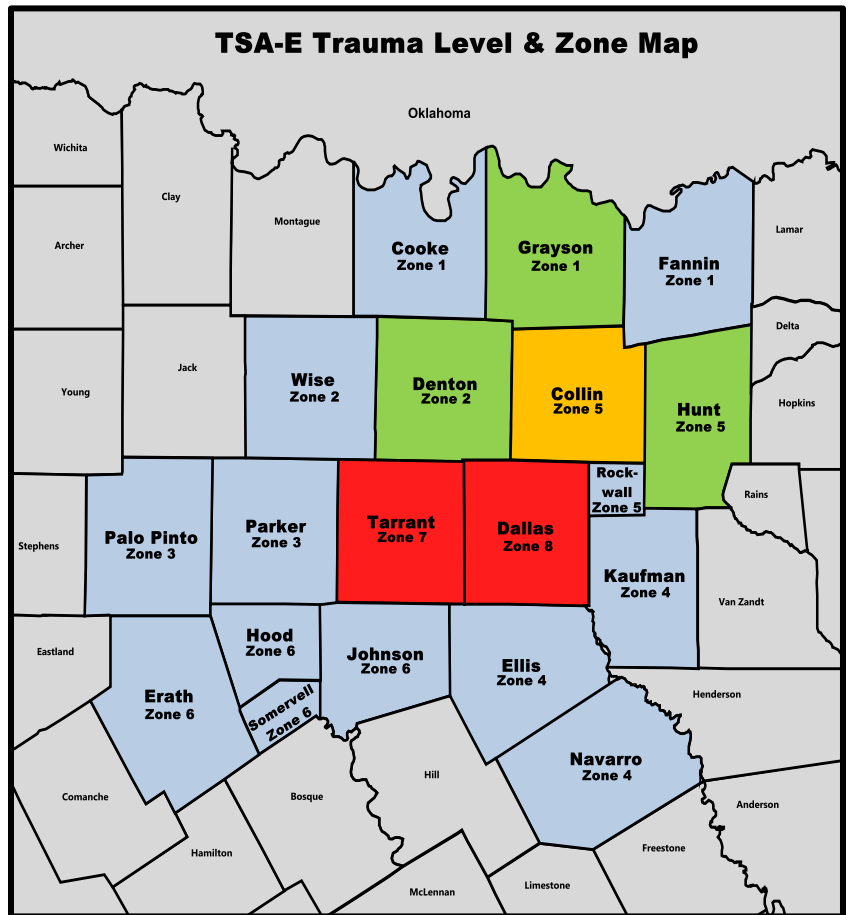 TSA-E Trauma Level & Zone Map
Oklahoma
Wichita
Clay
Montague
Archer
Cooke
Zone 1
Grayson
Zone 1
Fannin
Zone 1
Lamar
Delta
Young
Jack
Wise
Zone 2
Denton
Zone 2
Collin
Zone 5
Hunt
Zone 5
Hopkins
Rock-
wall
Zone 5
Rains
Stephens
Palo Pinto
Zone 3
Parker
Zone 3
Tarrant
Zone 7
Dallas
Zone 8
Kaufman
Zone 4
Van Zandt
Eastland
Erath
Zone 6
Hood
Zone 6
Somervell
Zone 6
Johnson
Zone 6
Ellis
Zone 4
Henderson
Navarro
Zone 4
Comanche
Bosque
Hill
Anderson
Hamilton
Freestone
McLennan
Limestone